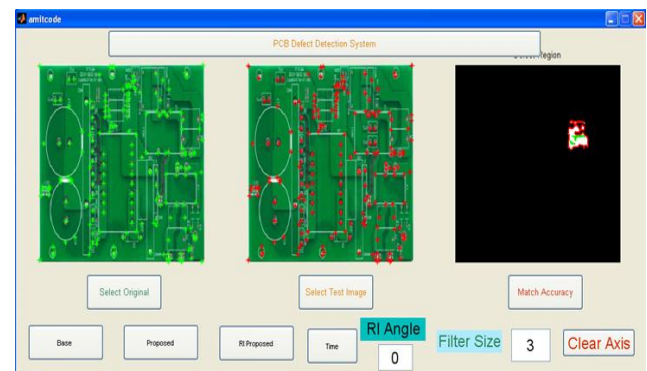 amitcode
PCB Defect Detection System
Region
Select Original
Select Test Image
Match Accuracy
Base
Proposed
RI Proposed
Time
RI Angle
0
Filter Size
3
Clear Axis